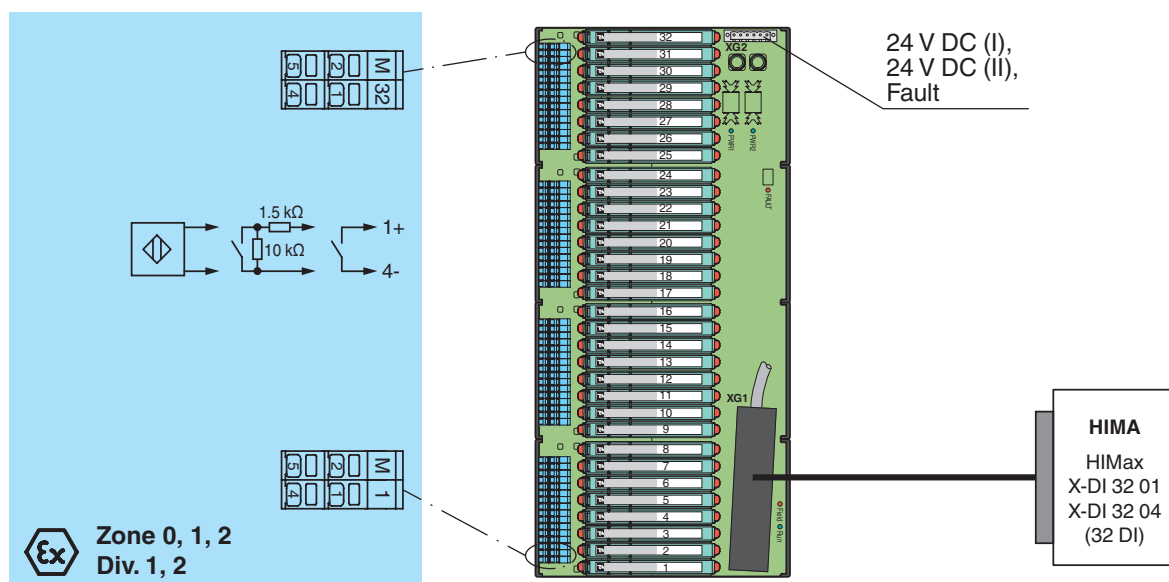 5 2 M
4 1 32
1.5 kΩ
10 kΩ
1+
4-
5 2 M
4 1 1
Ex
Zone 0, 1, 2
Div. 1, 2
32
31
30
29
28
27
26
25
24
23
22
21
20
19
18
17
16
15
14
13
12
11
10
9
8
7
6
5
4
3
2
1
XG2
PWR1
PWR2
FAULT
XG1
Field
Run
24 V DC (I),
24 V DC (II),
Fault
HIMA
HIMax
X-DI 32 01
X-DI 32 04
(32 DI)